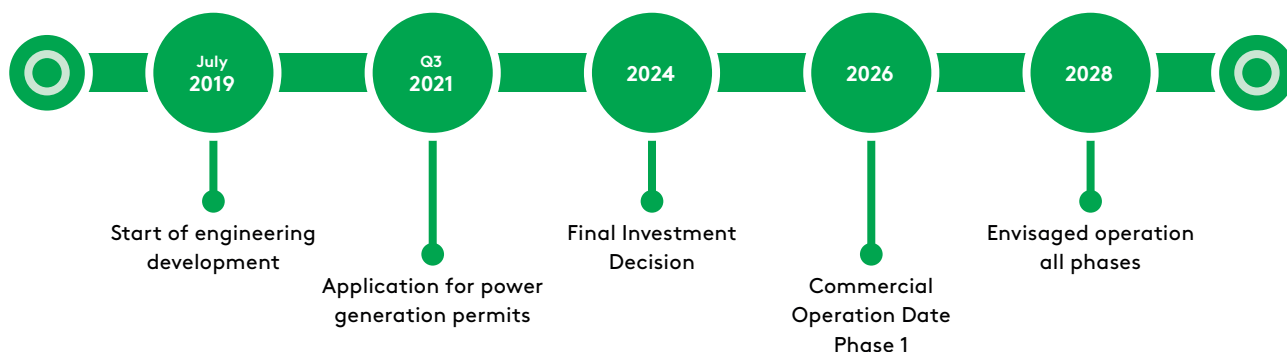 July
2019
Q3
2021
2024
2026
2028
Start of engineering
development
Application for power
generation permits
Final Investment
Decision
Commercial
Operation Date
Phase 1
Envisaged operation
all phases